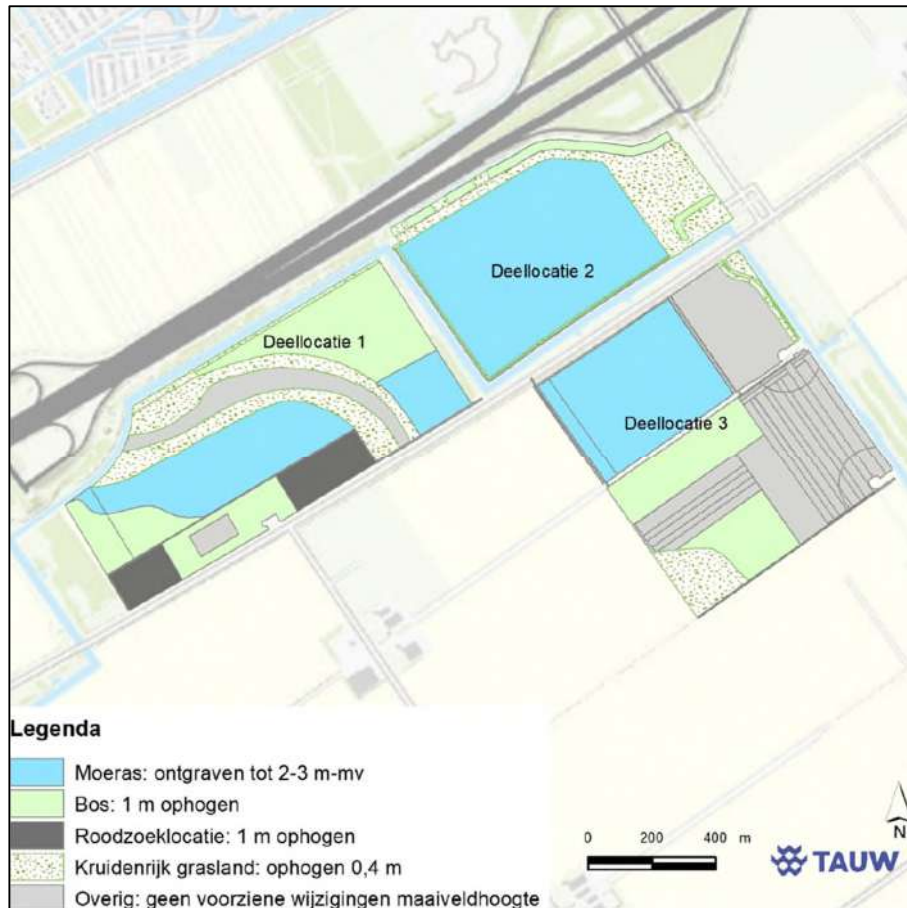 Deellocatie 2
Deellocatie 1
Deellocatie 3
Legenda
Moeras: ontgraven tot 2-3 m-mv
Bos: 1 m ophogen
Roodzoeklocatie: 1 m ophogen
Kruidenrijk grasland: ophogen 0,4 m
Overig: geen voorziene wijzigingen maaiveldhoogte
0 200 400 m
N
TAUW